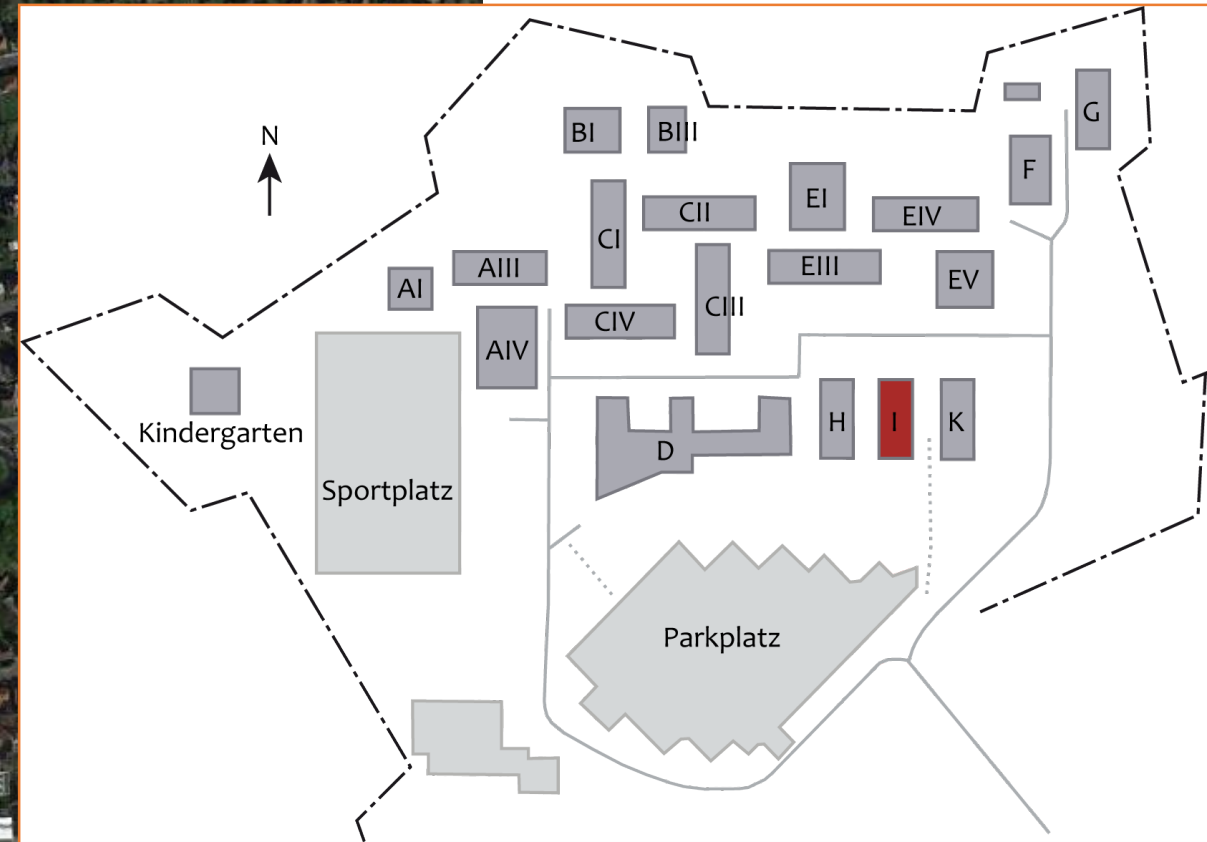 N
G
BI
BIII
F
CII
EI
EIV
CI
AIII
EIII
EV
AI
CIV
CIII
AIV
Kindergarten
H
I
K
D
Sportplatz
Parkplatz